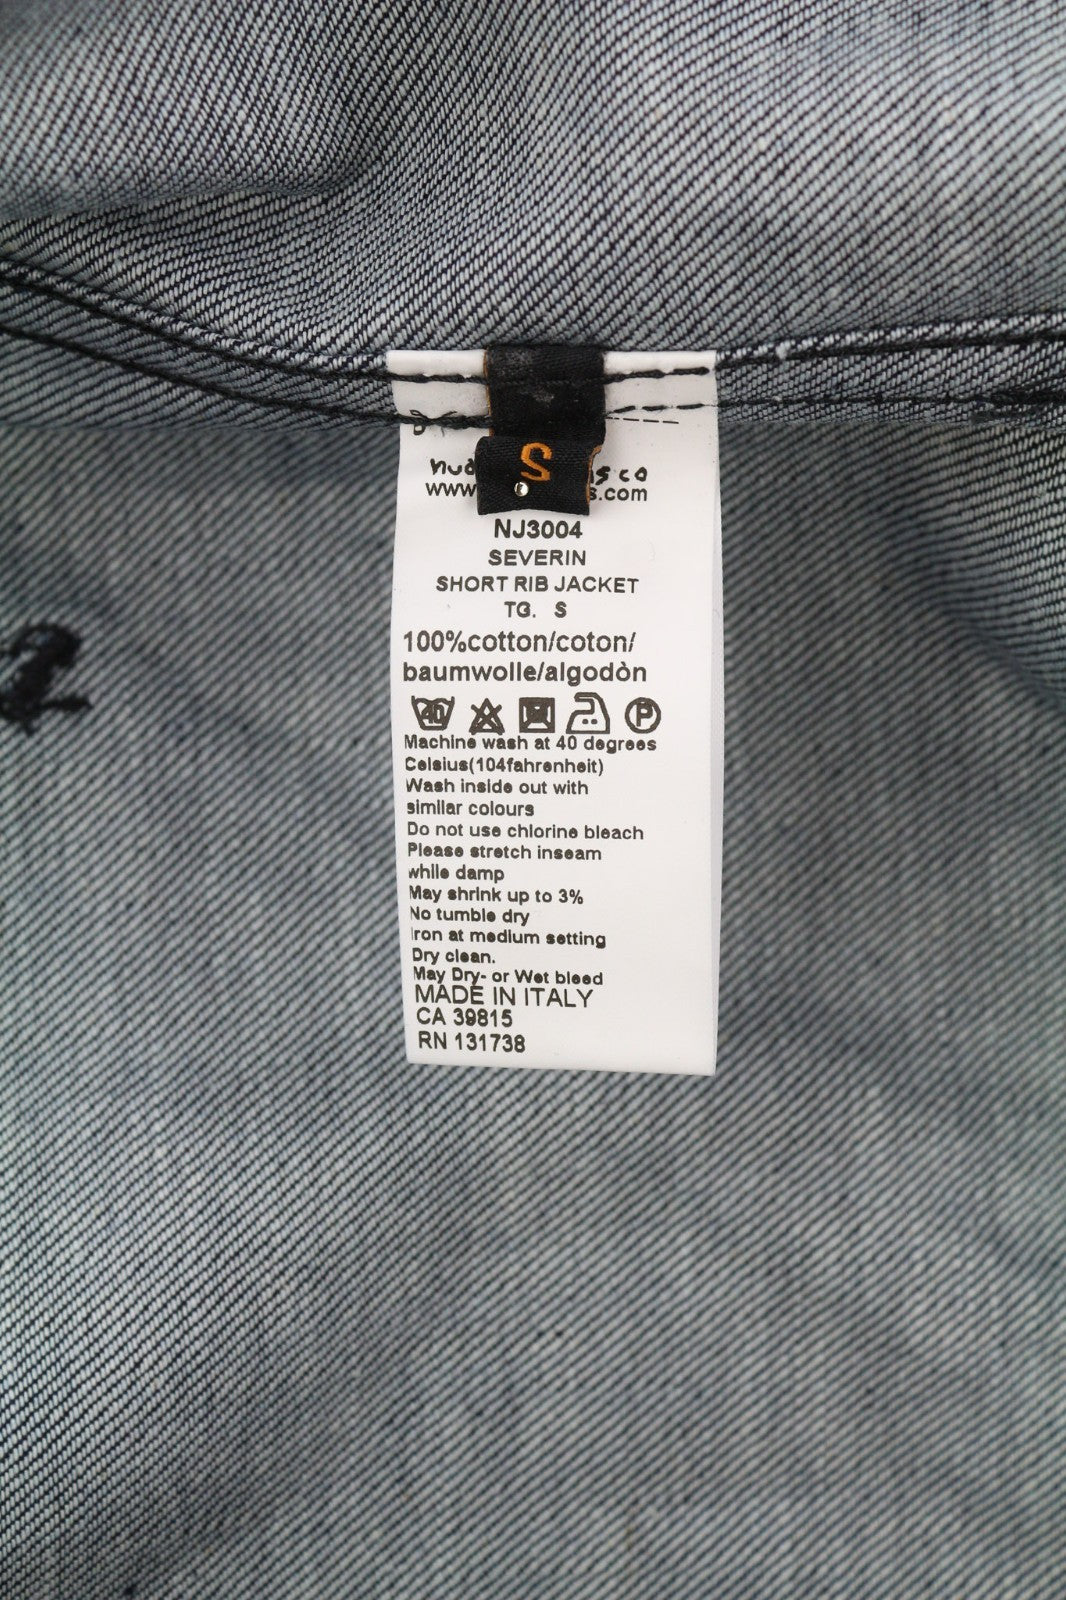 S
www s.com
NJ3004
SEVERIN
SHORT RIB JACKET
TG. S
100%cotton/coton/
baumwolle/algodòn
40
P
Machine wash at 40 degrees
Celsius(104fahrenheit)
Wash inside out with
similar colours
Do not use chlorine bleach
Please stretch inseam
while damp
May shrink up to 3%
No tumble dry
Iron at medium setting
Dry clean.
May Dry- or Wet bleed
MADE IN ITALY
CA 39815
RN 131738